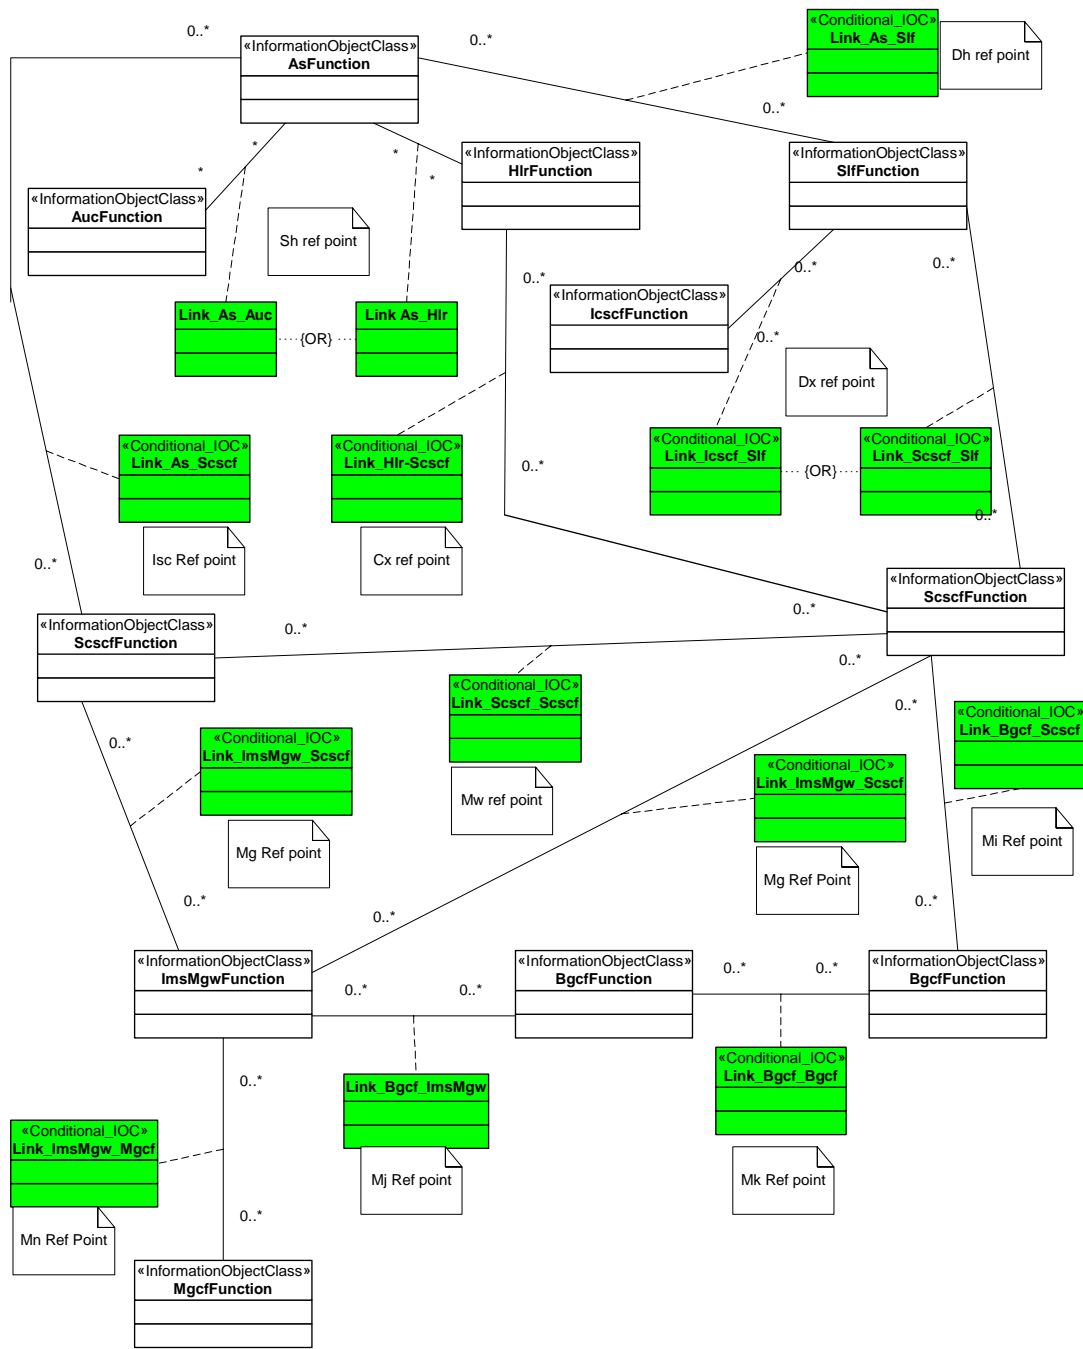 0..*
«InformationObjectClass»
AsFunction
0..*
«Conditional_IOC»
Link_As_Slf
Dh ref point
0..*
*
*
*
*
«InformationObjectClass»
HlrFunction
«InformationObjectClass»
SlfFunction
«InformationObjectClass»
AucFunction
Sh ref point
0..*
0..*
0..*
«InformationObjectClass»
IcscfFunction
Link_As_Auc
{OR}
Link As_Hlr
0..*
Dx ref point
«Conditional_IOC»
Link_As_Scscf
«Conditional_IOC»
Link_Hlr-Scscf
0..*
«Conditional_IOC»
Link_Icscf_Slf
{OR}
«Conditional_IOC»
Link_Scscf_Slf
0..*
Isc Ref point
Cx ref point
0..*
«InformationObjectClass»
ScscfFunction
0..*
«InformationObjectClass»
ScscfFunction
0..*
0..*
«Conditional_IOC»
Link_Scscf_Scscf
0..*
«Conditional_IOC»
Link_Bgcf_Scscf
0..*
«Conditional_IOC»
Link_ImsMgw_Scscf
«Conditional_IOC»
Link_ImsMgw_Scscf
Mw ref point
Mg Ref point
Mi Ref point
Mg Ref Point
0..*
0..*
0..*
«InformationObjectClass»
ImsMgwFunction
«InformationObjectClass»
BgcfFunction
«InformationObjectClass»
BgcfFunction
0..*
0..*
0..*
0..*
0..*
Link_Bgcf_ImsMgw
«Conditional_IOC»
Link_Bgcf_Bgcf
«Conditional_IOC»
Link_ImsMgw_Mgcf
Mj Ref point
Mk Ref point
0..*
Mn Ref Point
«InformationObjectClass»
MgcfFunction